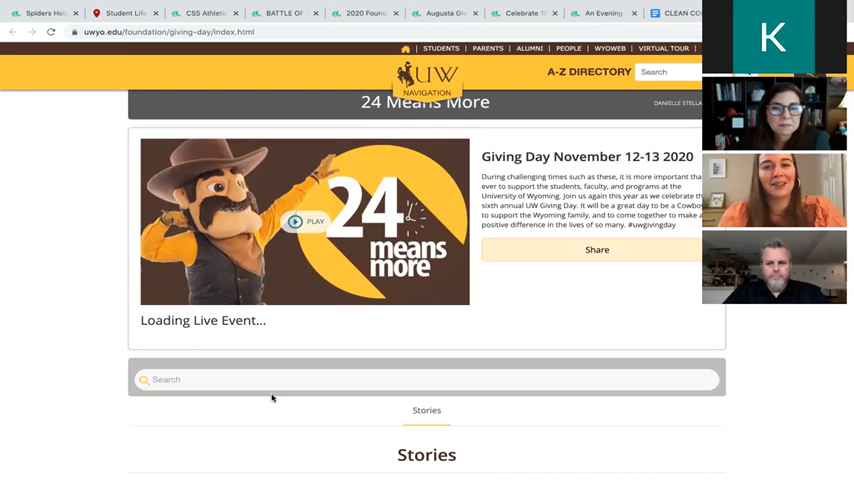 Spiders Hel
Student Life
CSS Athleti
BATTLE OF
2020 Found
Augusta Giv
Celebrate 15
An Evening
CLEAN CO
uwyo.edu/foundation/giving-day/index.html
STUDENTS | PARENTS | ALUMNI | PEOPLE | WYOWEB | VIRTUAL TOUR |
K
UW
NAVIGATION
A-Z DIRECTORY
Search
24 Means More
DANIELLE STELLA
24
means
more
PLAY
Giving Day November 12-13 2020
During challenging times such as these, it is more important tha
ever to support the students, faculty, and programs at the
University of Wyoming. Join us again this year as we celebrate th
sixth annual UW Giving Day. It will be a great day to be a Cowboy
to support the Wyoming family, and to come together to make a
positive difference in the lives of so many. #uwgivingday
Share
Loading Live Event...
Search
Stories
Stories